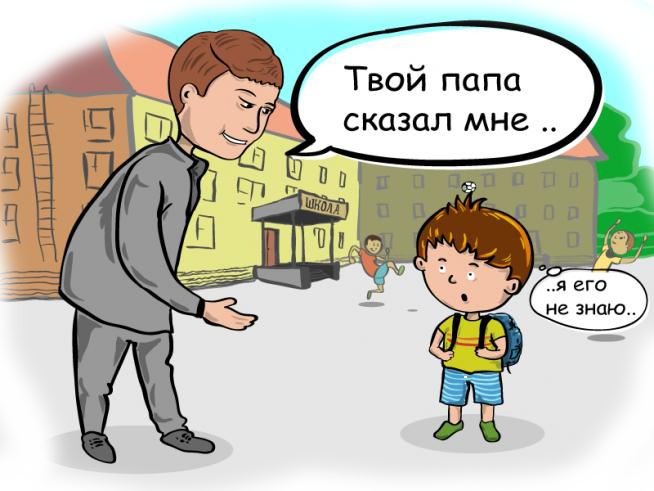 Твой папа
сказал мне ..
ШКОЛА
..я его
не знаю..